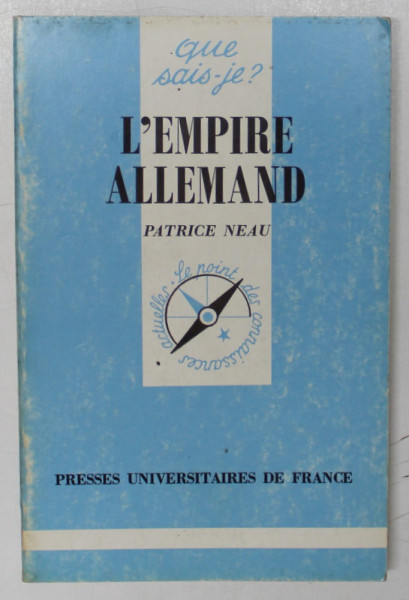 que
sais-je?
L'EMPIRE
ALLEMAND
PATRICE NEAU
Le point des connaissances actuelles
PRESSES UNIVERSITAIRES DE FRANCE